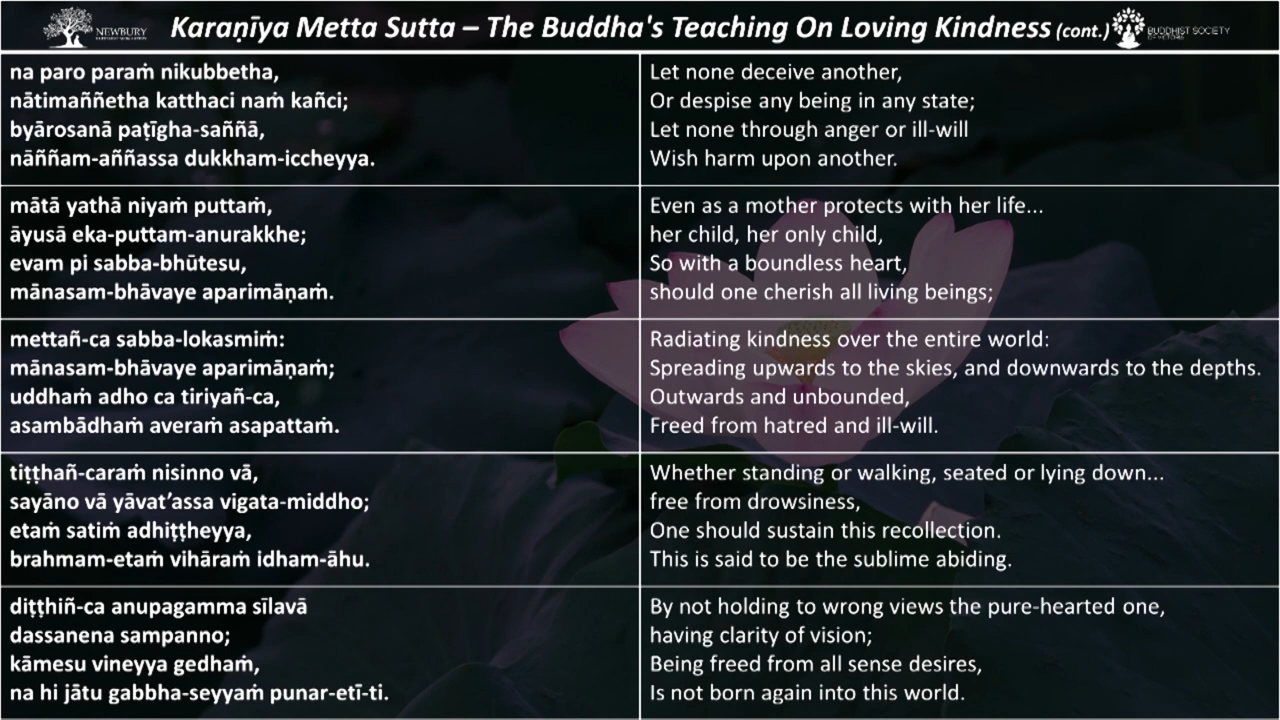 NEWBURY
Karaṇīya Metta Sutta – The Buddha's Teaching On Loving Kindness (cont.)
BUDDHIST SOCIETY
OF VICTORIA
na paro paraṁ nikubbetha,
nātimaññetha katthaci naṁ kañci;
byārosanā paṭīgha-saññā,
nāññam-aññassa dukkham-iccheyya.
Let none deceive another,
Or despise any being in any state;
Let none through anger or ill-will
Wish harm upon another.
mātā yathā niyaṁ puttaṁ,
āyusā eka-puttam-anurakkhe;
evam pi sabba-bhūtesu,
mānasam-bhāvaye aparimāṇaṁ.
Even as a mother protects with her life...
her child, her only child,
So with a boundless heart,
should one cherish all living beings;
mettañ-ca sabba-lokasmiṁ:
mānasam-bhāvaye aparimāṇaṁ;
uddhaṁ adho ca tiriyañ-ca,
asambādhaṁ averaṁ asapattaṁ.
Radiating kindness over the entire world:
Spreading upwards to the skies, and downwards to the depths.
Outwards and unbounded,
Freed from hatred and ill-will.
tiṭṭhañ-caraṁ nisinno vā,
sayāno vā yāvat’assa vigata-middho;
etaṁ satiṁ adhiṭṭheyya,
brahmam-etaṁ vihāraṁ idham-āhu.
Whether standing or walking, seated or lying down...
free from drowsiness,
One should sustain this recollection.
This is said to be the sublime abiding.
diṭṭhiñ-ca anupagamma sīlavā
dassanena sampanno;
kāmesu vineyya gedhaṁ,
na hi jātu gabbha-seyyaṁ punar-etī-ti.
By not holding to wrong views the pure-hearted one,
having clarity of vision;
Being freed from all sense desires,
Is not born again into this world.